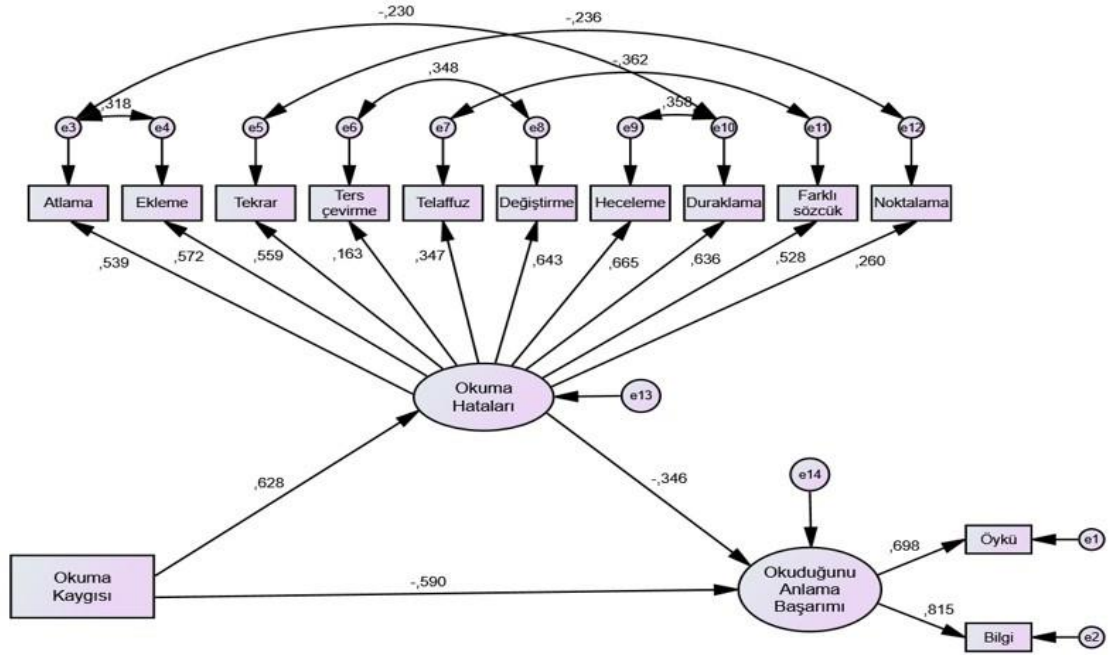 -,230
-,236
-,362
,348
,318
,358
e3
e4
e5
e6
e7
e8
e9
e10
e11
e12
Atlama
Ekleme
Tekrar
Ters
çevirme
Telaffuz
Değiştirme
Heceleme
Duraklama
Farklı
sözcük
Noktalama
,539
,572
,559
,163
,347
,643
,665
,636
,528
,260
Okuma
Hataları
e13
,628
-,346
e14
Okuma
Kaygısı
-,590
Okuduğunu
Anlama
Başarımı
,698
Öykü
e1
,815
Bilgi
e2